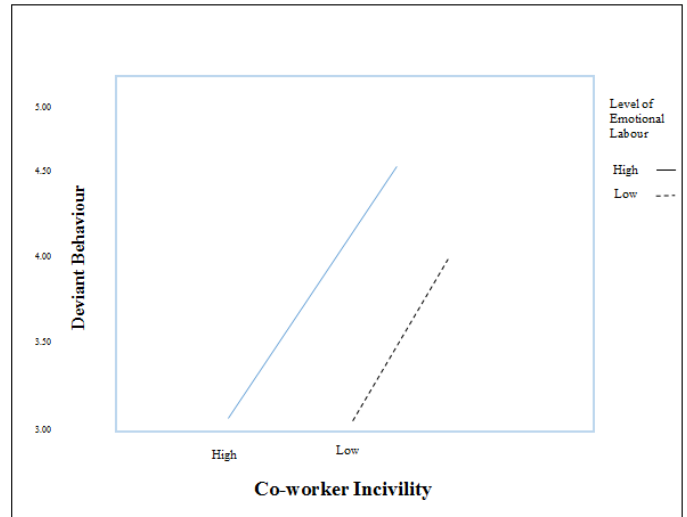 5.00
4.50
4.00
3.50
3.00
Deviant Behaviour
High
Low
Co-worker Incivility
Level of
Emotional
Labour
High
Low